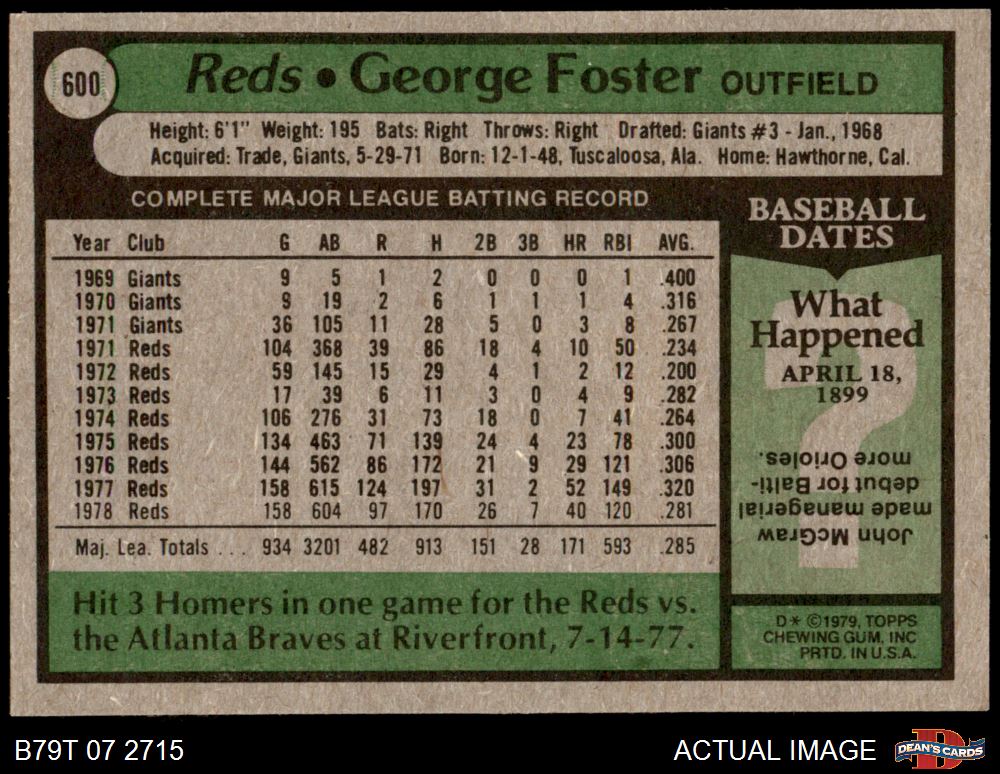 600
Reds • George Foster OUTFIELD
Height: 6'1" Weight: 195 Bats: Right Throws: Right Drafted: Giants #3 - Jan., 1968
Acquired: Trade, Giants, 5-29-71 Born: 12-1-48, Tuscaloosa, Ala. Home: Hawthorne, Cal.
COMPLETE MAJOR LEAGUE BATTING RECORD
Year Club G AB R H 2B 3B HR RBI AVG.
1969 Giants 9 5 1 2 0 0 0 1 .400
1970 Giants 9 19 2 6 1 1 1 4 .316
1971 Giants 36 105 11 28 5 0 3 8 .267
1971 Reds 104 368 39 86 18 4 10 50 .234
1972 Reds 59 145 15 29 4 1 2 12 .200
1973 Reds 17 39 6 11 3 0 4 9 .282
1974 Reds 106 276 31 73 18 0 7 41 .264
1975 Reds 134 463 71 139 24 4 23 78 .300
1976 Reds 144 562 86 172 21 9 29 121 .306
1977 Reds 158 615 124 197 31 2 52 149 .320
1978 Reds 158 604 97 170 26 7 40 120 .281
Maj. Lea. Totals ... 934 3201 482 913 151 28 171 593 .285
Hit 3 Homers in one game for the Reds vs.
the Atlanta Braves at Riverfront, 7-14-77.
BASEBALL
DATES
What
Happened
APRIL 18,
1899
?
John McGraw
made managerial
debut for Balti-
more Orioles.
D* ©1979, TOPPS
CHEWING GUM, INC
PRTD. IN U.S.A.
B79T 07 2715
ACTUAL IMAGE
DEAN'S CARDS